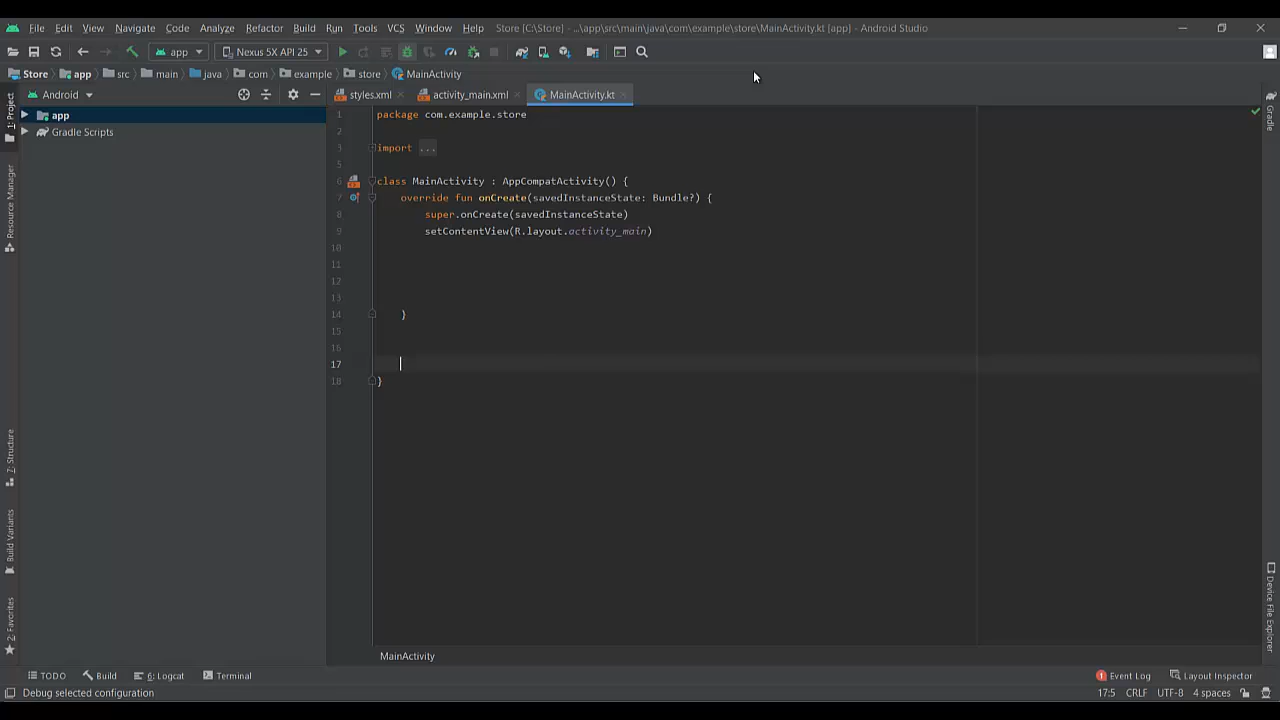 File Edit View Navigate Code Analyze Refactor Build Run Tools VCS Window Help Store [C:\Store] - ...\app\src\main\java\com\example\store\MainActivity.kt [app] - Android Studio
app Nexus 5X API 25
Store app src main java com example store MainActivity
Android styles.xml activity_main.xml MainActivity.kt
1: Project
Resource Manager
7: Structure
Build Variants
2: Favorites
app
Gradle Scripts
1 package com.example.store
2
3 import ...
5
6 class MainActivity : AppCompatActivity() {
7 override fun onCreate(savedInstanceState: Bundle?) {
8 super.onCreate(savedInstanceState)
9 setContentView(R.layout.activity_main)
10
11
12
13
14 }
15
16
17
18 }
Gradle
Device File Explorer
MainActivity
TODO Build 6: Logcat Terminal 1 Event Log Layout Inspector
Debug selected configuration 17:5 CRLF UTF-8 4 spaces